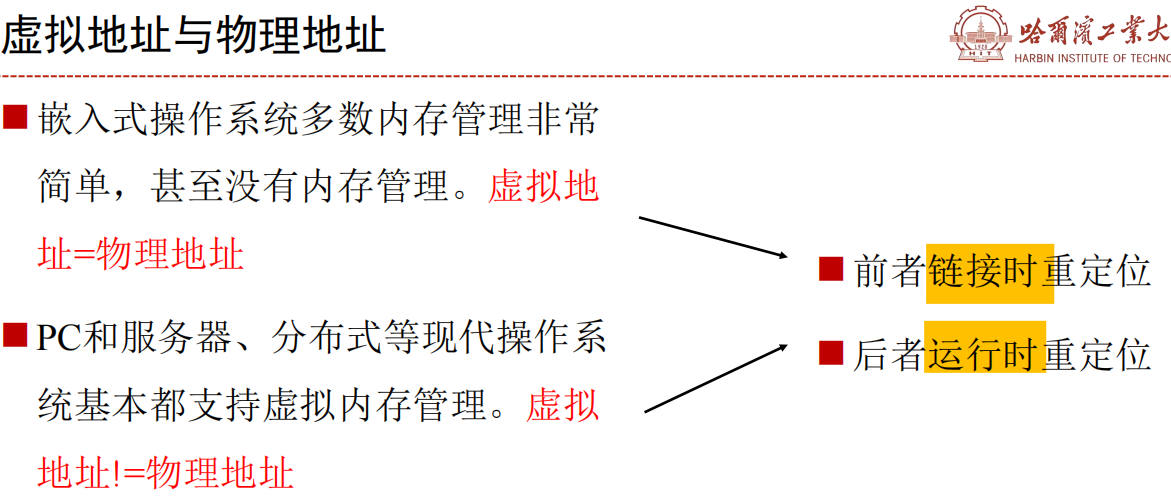 虚拟地址与物理地址
哈爾濱工業大
HARBIN INSTITUTE OF TECHNO
1920
HIT
嵌入式操作系统多数内存管理非常
简单，甚至没有内存管理。虚拟地
址=物理地址
PC和服务器、分布式等现代操作系
统基本都支持虚拟内存管理。虚拟
地址!=物理地址
前者链接时重定位
后者运行时重定位